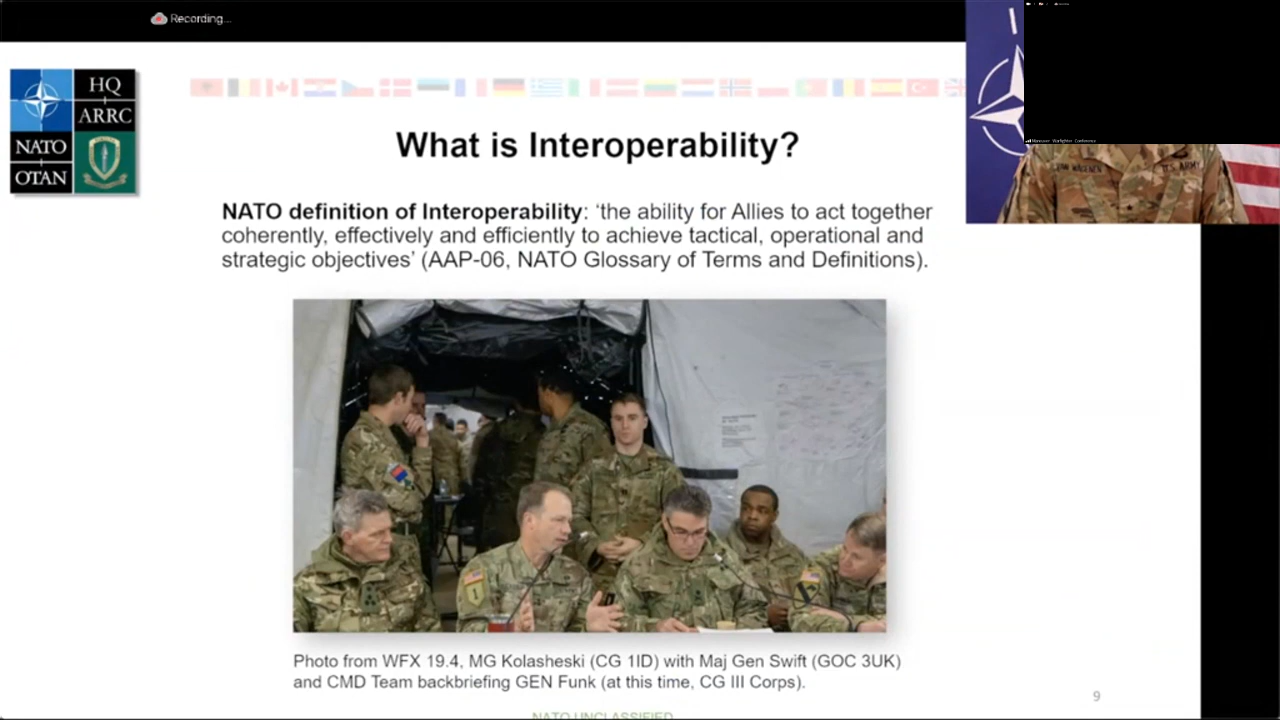 Recording...
HQ
ARRC
NATO
OTAN
What is Interoperability?
NATO definition of Interoperability: ‘the ability for Allies to act together
coherently, effectively and efficiently to achieve tactical, operational and
strategic objectives’ (AAP-06, NATO Glossary of Terms and Definitions).
U.S. ARMY
Photo from WFX 19.4, MG Kolasheski (CG 1ID) with Maj Gen Swift (GOC 3UK)
and CMD Team backbriefing GEN Funk (at this time, CG III Corps).
9
NATO UNCLASSIFIED